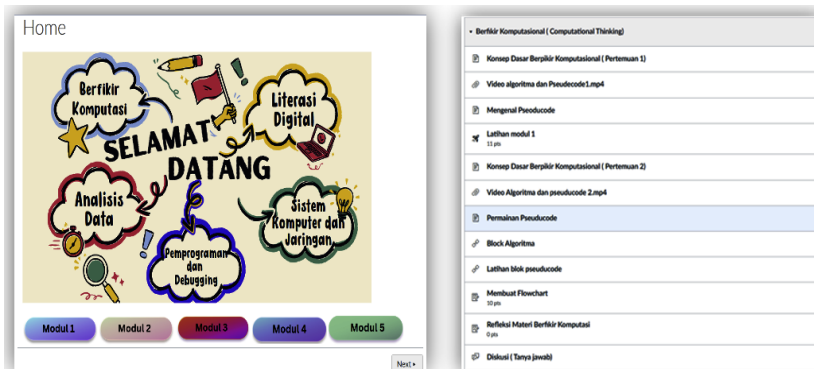 Home
Berfikir
Komputasi
Literasi
Digital
SELAMAT
DATANG
Analisis
Data
Sistem
Komputer dan
Jaringan
Pemprograman
dan
Debugging
Modul 1
Modul 2
Modul 3
Modul 4
Modul 5
Next
Berfikir Komputasional ( Computational Thinking)
Konsep Dasar Berpikir Komputasional ( Pertemuan 1)
Video algoritma dan Pseudecode1.mp4
Mengenal Pseoducode
Latihan modul 1
11 pts
Konsep Dasar Berpikir Komputasional ( Pertemuan 2)
Video Algoritma dan pseuducode 2.mp4
Permainan Pseuducode
Block Algoritma
Latihan blok pseuducode
Membuat Flowchart
10 pts
Refleksi Materi Berfikir Komputasi
0 pts
Diskusi ( Tanya jawab)